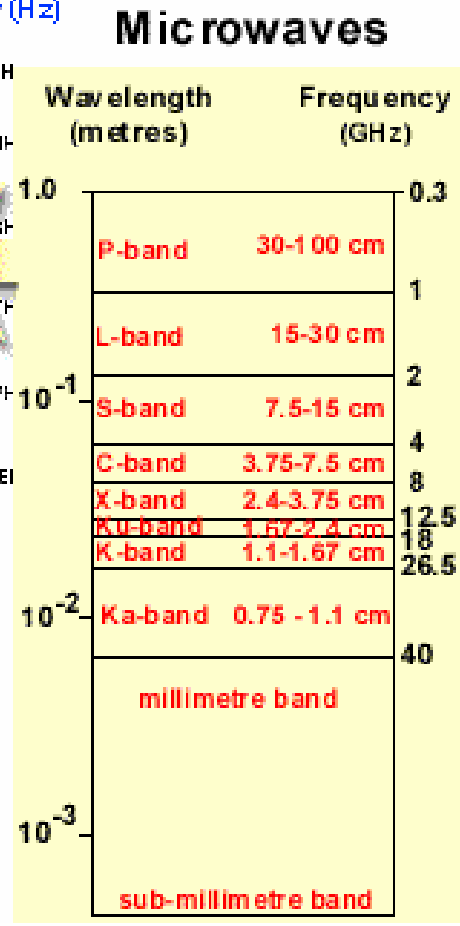 (Hz)
Microwaves
Wavelength
(metres)
Frequency
(GHz)
1.0
0.3
P-band 30-100 cm
1
L-band 15-30 cm
2
10⁻¹
S-band 7.5-15 cm
4
C-band 3.75-7.5 cm
8
X-band 2.4-3.75 cm
12.5
Ku-band 1.67-2.4 cm
18
K-band 1.1-1.67 cm
26.5
10⁻²
Ka-band 0.75 - 1.1 cm
40
millimetre band
10⁻³
sub-millimetre band